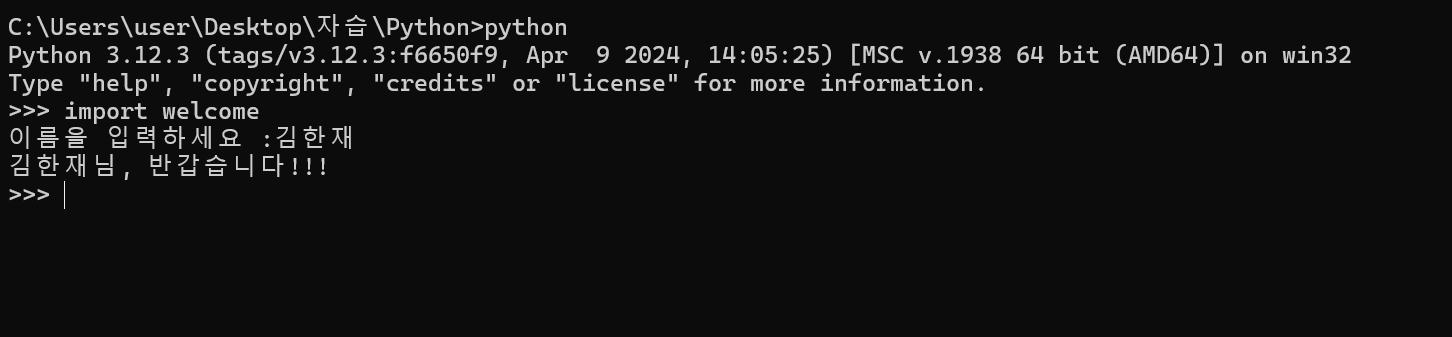 C:\Users\user\Desktop\자습\Python>python
Python 3.12.3 (tags/v3.12.3:f6650f9, Apr  9 2024, 14:05:25) [MSC v.1938 64 bit (AMD64)] on win32
Type "help", "copyright", "credits" or "license" for more information.
>>> import welcome
이름을 입력하세요 :김한재
김한재님, 반갑습니다!!!
>>>